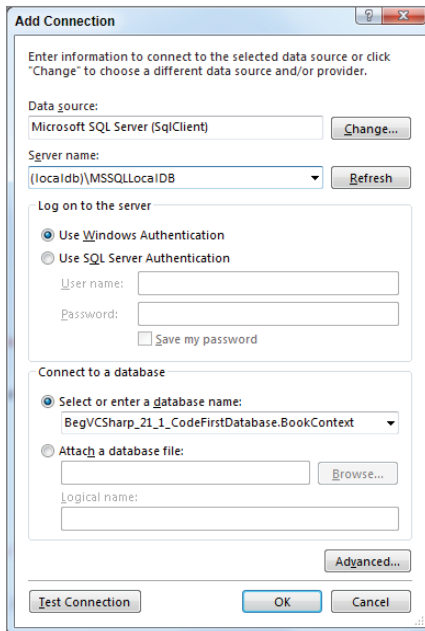 Add Connection
?
Enter information to connect to the selected data source or click
"Change" to choose a different data source and/or provider.
Data source:
Microsoft SQL Server (SqlClient)
Change...
Server name:
(localdb)\MSSQLLocalDB
Refresh
Log on to the server
Use Windows Authentication
Use SQL Server Authentication
User name:
Password:
Save my password
Connect to a database
Select or enter a database name:
BegVCSharp_21_1_CodeFirstDatabase.BookContext
Attach a database file:
Browse...
Logical name:
Advanced...
Test Connection
OK
Cancel